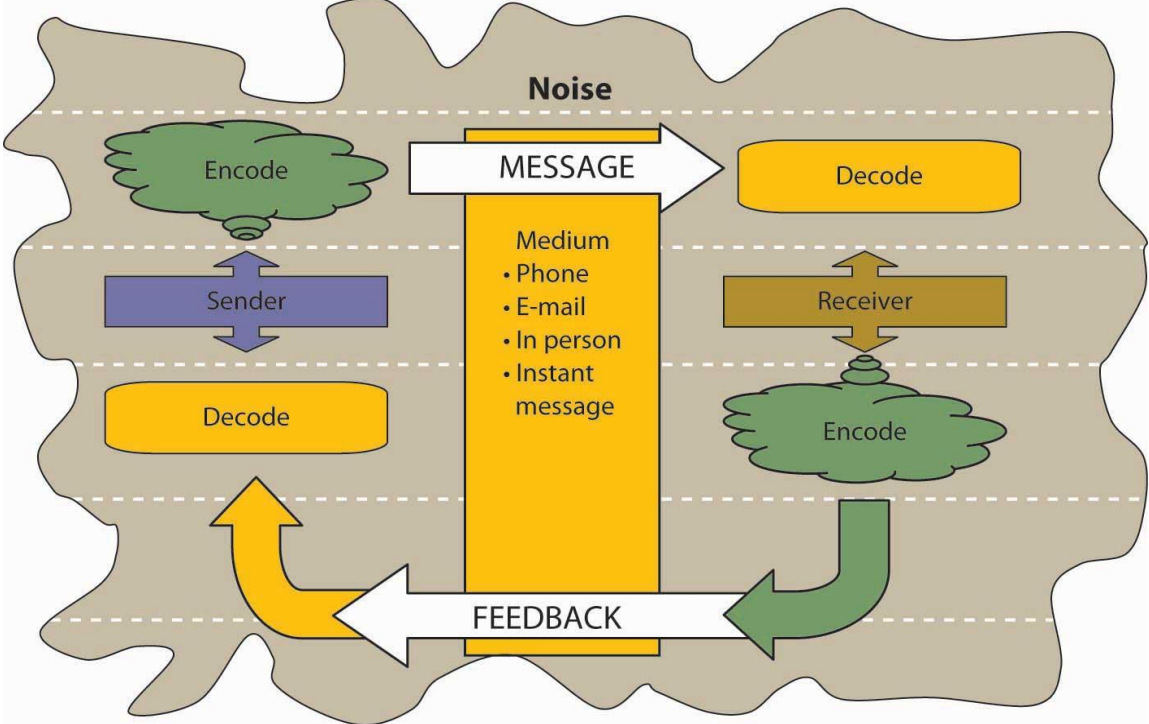 Noise
Encode
MESSAGE
Decode
Medium
• Phone
• E-mail
• In person
• Instant
message
Sender
Receiver
Decode
Encode
FEEDBACK